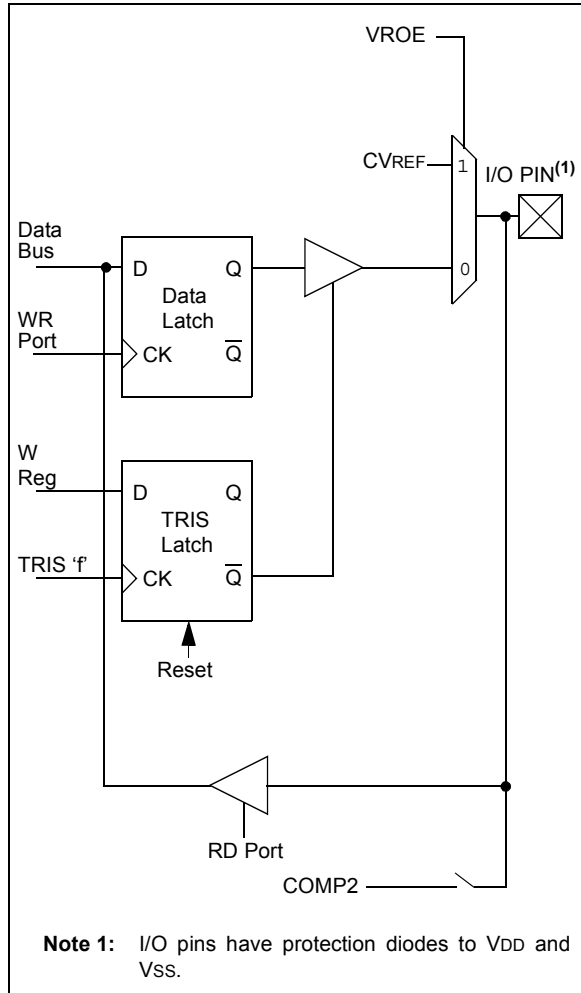 VROE
CVREF
1
I/O PIN(1)
Data
Bus
D
Q
0
Data
Latch
WR
Port
CK
Q
W
Reg
D
Q
TRIS
Latch
TRIS ‘f’
CK
Q
Reset
RD Port
COMP2
Note 1: I/O pins have protection diodes to VDD and
VSS.